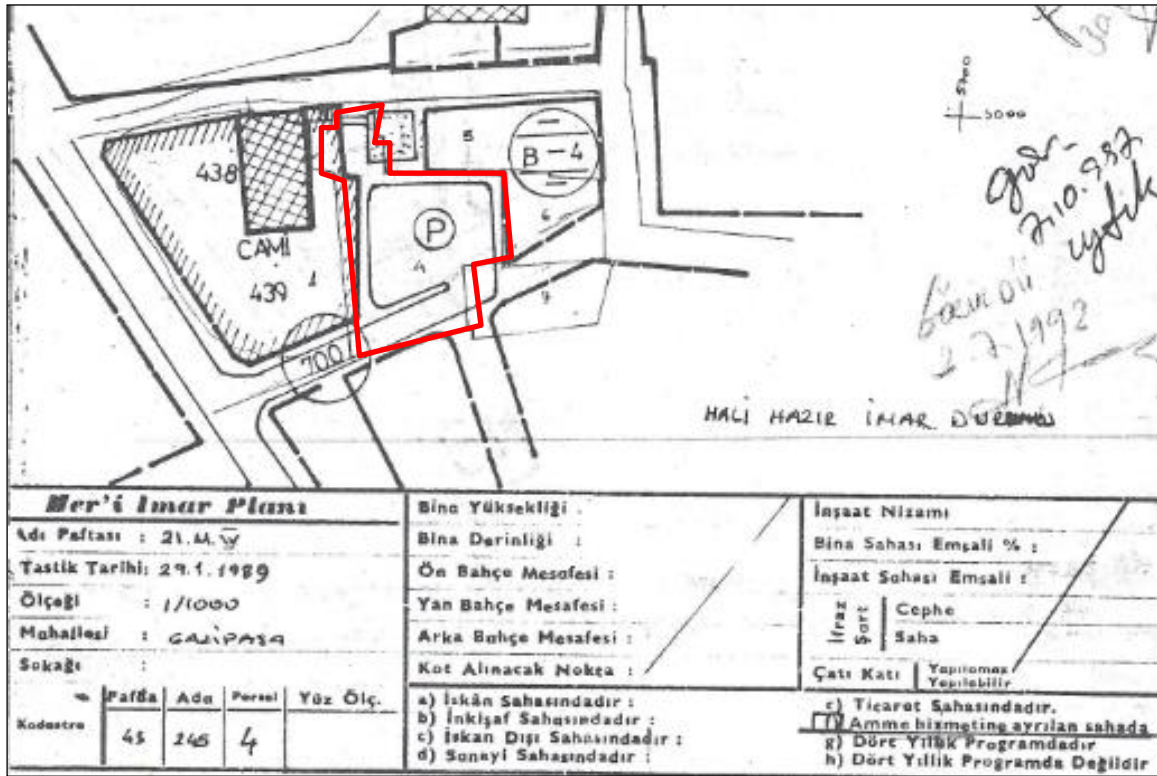 5
B-4
438
P
6
CAMİ
4
439
1
9
700
5700
5000
7.10.987
2.7.1992
HALİ HAZIR İMAR DURUMU
Mer'i İmar Planı
Adı Paftası : 21.M.IV
Tastik Tarihi: 29.1.1989
Ölçeği : 1/1000
Mahallesi : GAZİPAŞA
Sokağı :
Kadastro
Pafta Ada Parsel Yüz Ölç.
45 245 4
Bina Yüksekliği :
Bina Derinliği :
Ön Bahçe Mesafesi :
Yan Bahçe Mesafesi :
Arka Bahçe Mesafesi :
Kot Alınacak Nokta :
a) İskân Sahasındadır :
b) İnkişaf Sahasındadır :
c) İskan Dışı Sahasındadır :
d) Sanayi Sahasındadır :
İnşaat Nizamı
Bina Sahası Emsali % :
İnşaat Sahası Emsali :
İfraz Şart
Cephe
Saha
Çatı Katı
Yapılamaz
Yapılabilir
e) Ticaret Sahasındadır.
f) Amme hizmetine ayrılan sahada
g) Dört Yıllık Programdadır
h) Dört Yıllık Programda Değildir